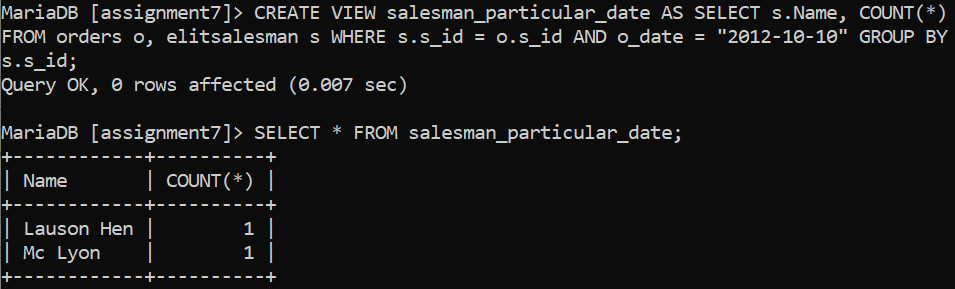 MariaDB [assignment7]> CREATE VIEW salesman_particular_date AS SELECT s.Name, COUNT(*)
FROM orders o, elitsalesman s WHERE s.s_id = o.s_id AND o_date = "2012-10-10" GROUP BY
s.s_id;
Query OK, 0 rows affected (0.007 sec)

MariaDB [assignment7]> SELECT * FROM salesman_particular_date;
+------------+----------+
| Name       | COUNT(*) |
+------------+----------+
| Lauson Hen |        1 |
| Mc Lyon    |        1 |
+------------+----------+